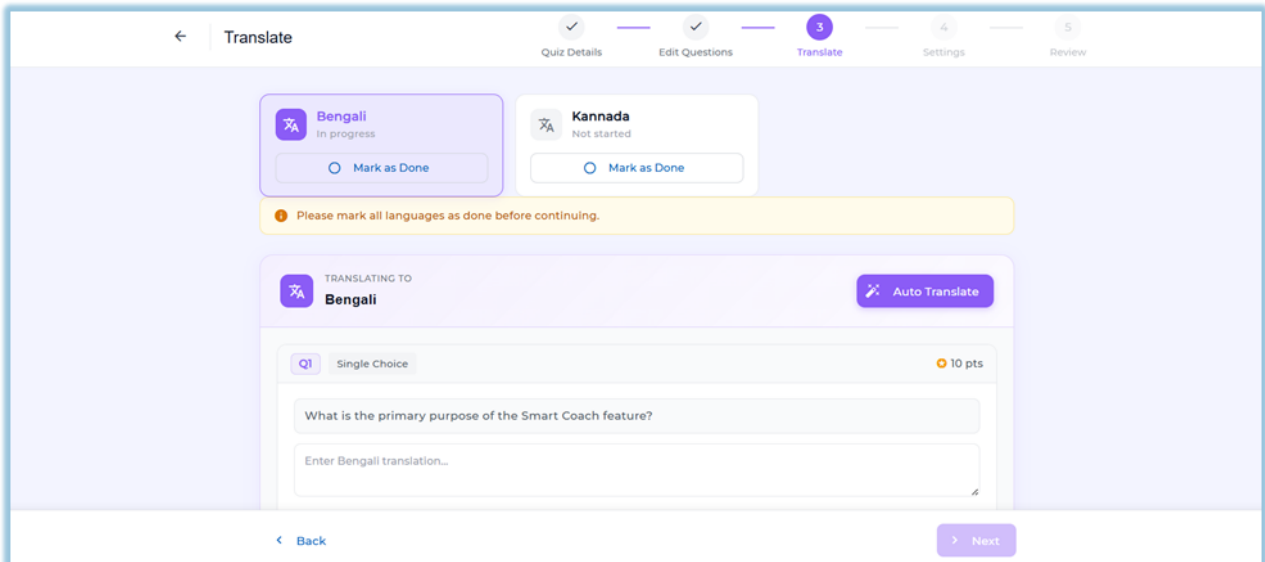 Translate
3
4
5
Quiz Details
Edit Questions
Translate
Settings
Review
Bengali
In progress
Mark as Done
Kannada
Not started
Mark as Done
Please mark all languages as done before continuing.
TRANSLATING TO
Bengali
Auto Translate
Q1
Single Choice
10 pts
What is the primary purpose of the Smart Coach feature?
Enter Bengali translation...
Back
Next